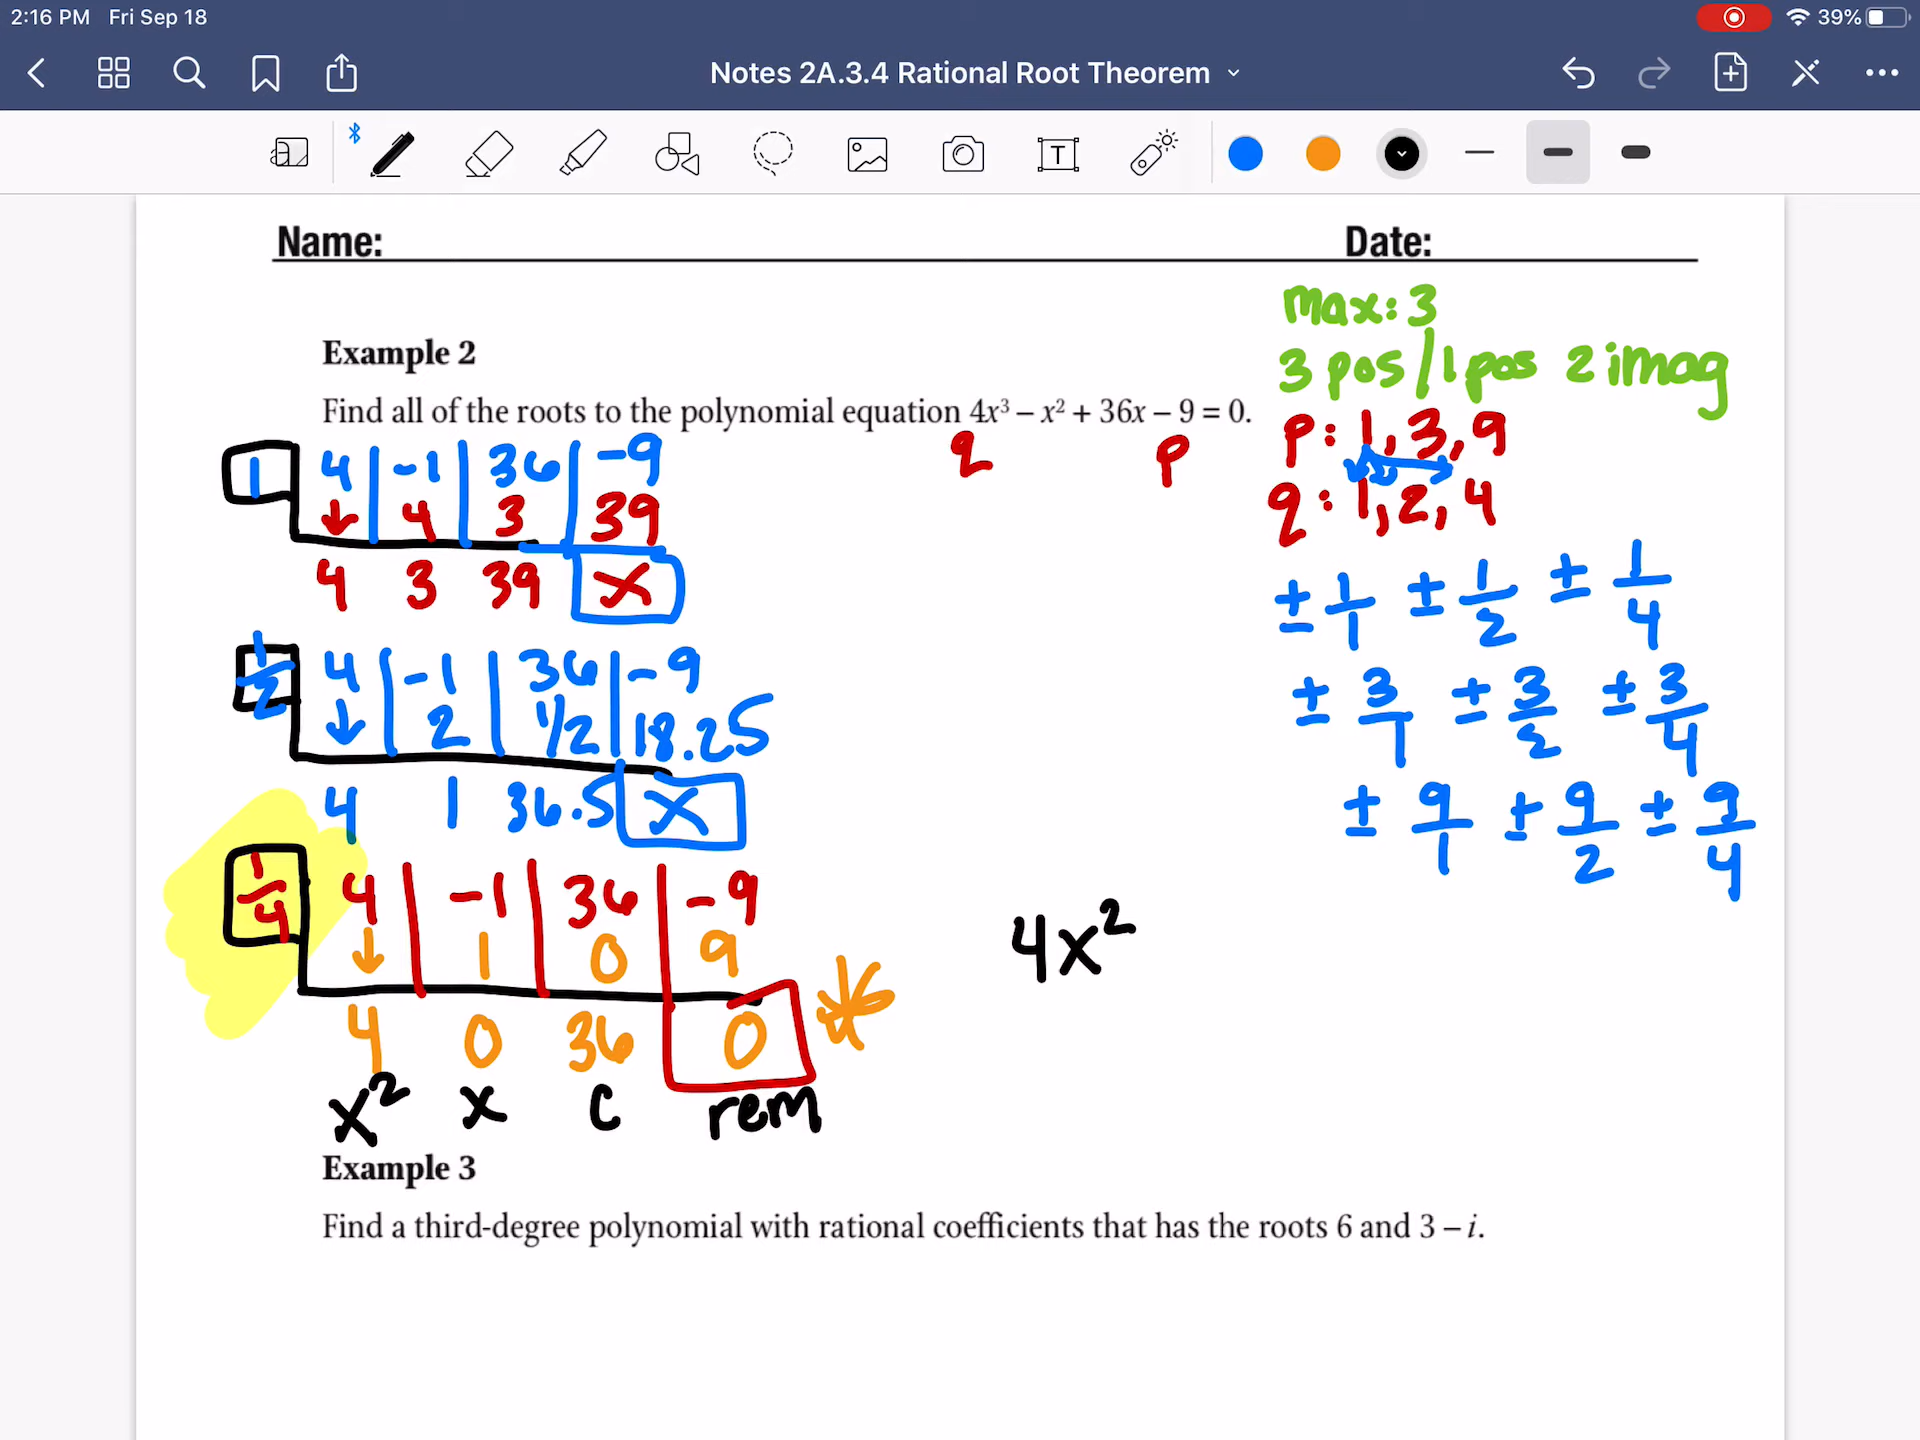 2:16 PM Fri Sep 18 39%
Notes 2A.3.4 Rational Root Theorem
a T
Name: Date:
max: 3
3 pos / 1 pos 2 imag
Example 2
Find all of the roots to the polynomial equation 4x³ – x² + 36x – 9 = 0.
q p
p: 1, 3, 9
q: 1, 2, 4
1 4 -1 36 -9
↓ 4 3 39
4 3 39 x
± 1/1 ± 1/2 ± 1/4
± 3/1 ± 3/2 ± 3/4
± 9/1 ± 9/2 ± 9/4
1/2 4 -1 36 -9
↓ 2 1/2 18.25
4 1 36.5 x
1/4 4 -1 36 -9
↓ 1 0 9
4 0 36 0 *
x² x c rem
4x²
Example 3
Find a third-degree polynomial with rational coefficients that has the roots 6 and 3 – i.